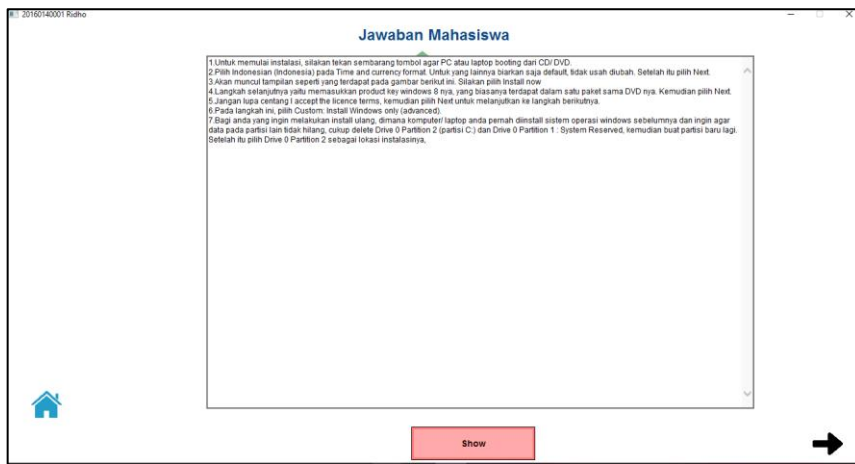 20160140001 Ridho
Jawaban Mahasiswa
1.Untuk memulai instalasi, silakan tekan sembarang tombol agar PC atau laptop booting dari CD/ DVD.
2.Pilih Indonesian (Indonesia) pada Time and currency format. Untuk yang lainnya biarkan saja default, tidak usah diubah. Setelah itu pilih Next.
3.Akan muncul tampilan seperti yang terdapat pada gambar berikut ini. Silakan pilih Install now
4.Langkah selanjutnya yaitu memasukkan product key windows 8 nya, yang biasanya terdapat dalam satu paket sama DVD nya. Kemudian pilih Next.
5.Jangan lupa centang I accept the licence terms, kemudian pilih Next untuk melanjutkan ke langkah berikutnya.
6.Pada langkah ini, pilih Custom: Install Windows only (advanced).
7.Bagi anda yang ingin melakukan install ulang, dimana komputer/ laptop anda pernah diinstall sistem operasi windows sebelumnya dan ingin agar
data pada partisi lain tidak hilang, cukup delete Drive 0 Partition 2 (partisi C:) dan Drive 0 Partition 1 : System Reserved, kemudian buat partisi baru lagi.
Setelah itu pilih Drive 0 Partition 2 sebagai lokasi instalasinya,
Show